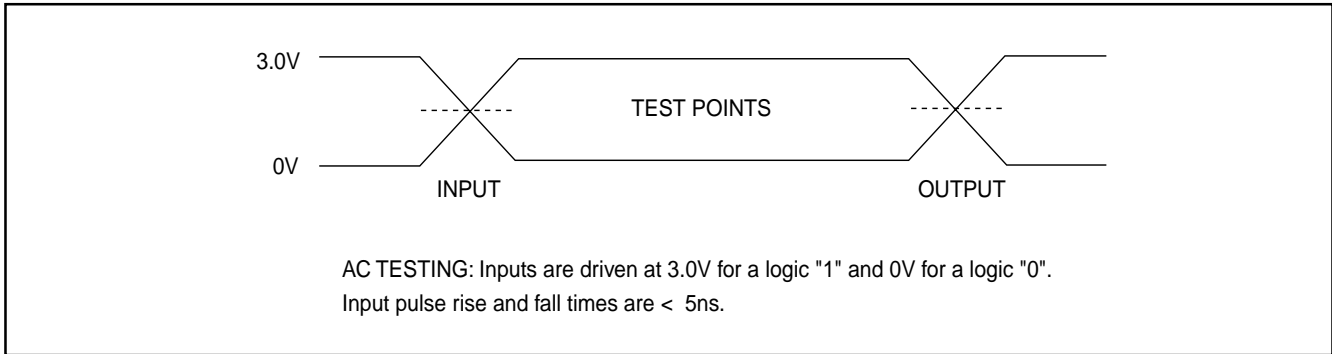 3.0V
TEST POINTS
0V
INPUT
OUTPUT
AC TESTING: Inputs are driven at 3.0V for a logic "1" and 0V for a logic "0".
Input pulse rise and fall times are < 5ns.